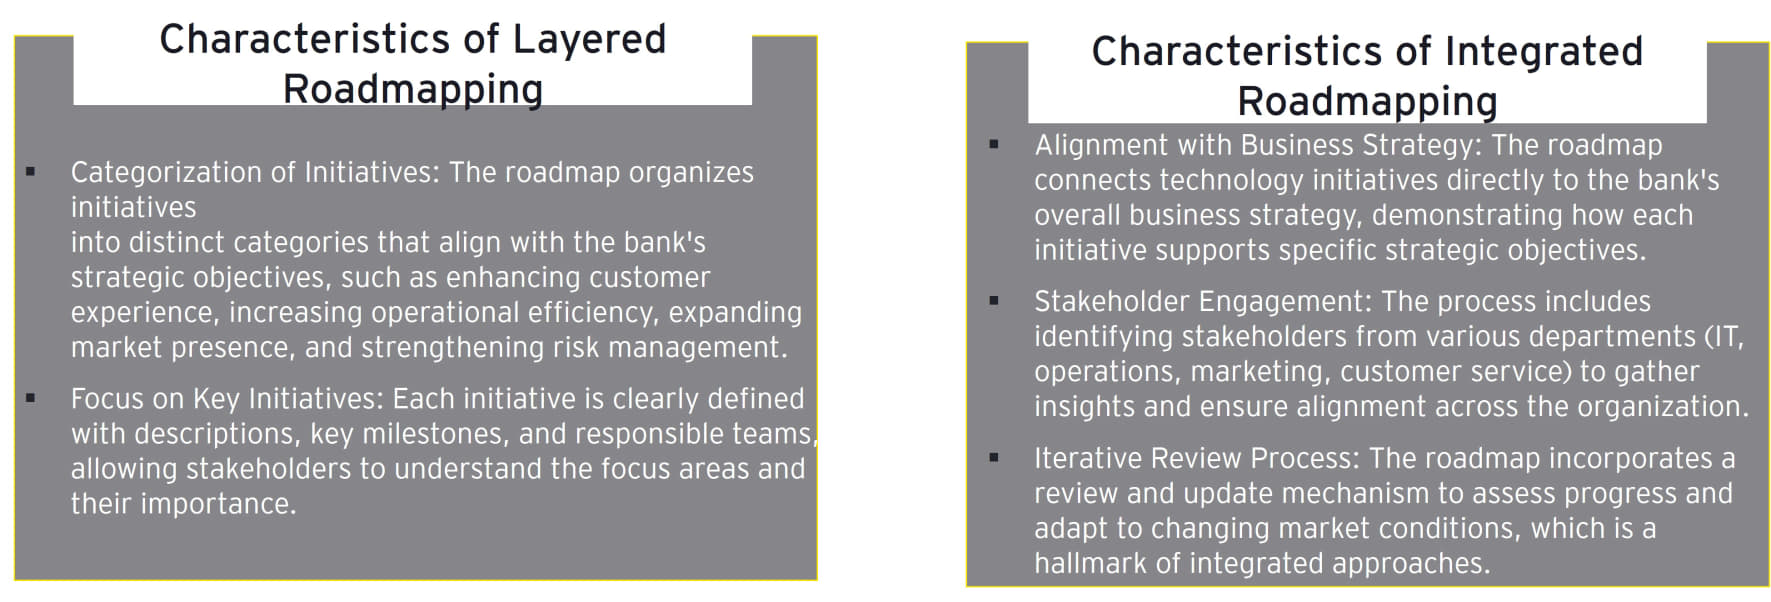 Characteristics of Layered
Roadmapping
▪ Categorization of Initiatives: The roadmap organizes
initiatives
into distinct categories that align with the bank's
strategic objectives, such as enhancing customer
experience, increasing operational efficiency, expanding
market presence, and strengthening risk management.
▪ Focus on Key Initiatives: Each initiative is clearly defined
with descriptions, key milestones, and responsible teams,
allowing stakeholders to understand the focus areas and
their importance.
Characteristics of Integrated
Roadmapping
▪ Alignment with Business Strategy: The roadmap
connects technology initiatives directly to the bank's
overall business strategy, demonstrating how each
initiative supports specific strategic objectives.
▪ Stakeholder Engagement: The process includes
identifying stakeholders from various departments (IT,
operations, marketing, customer service) to gather
insights and ensure alignment across the organization.
▪ Iterative Review Process: The roadmap incorporates a
review and update mechanism to assess progress and
adapt to changing market conditions, which is a
hallmark of integrated approaches.